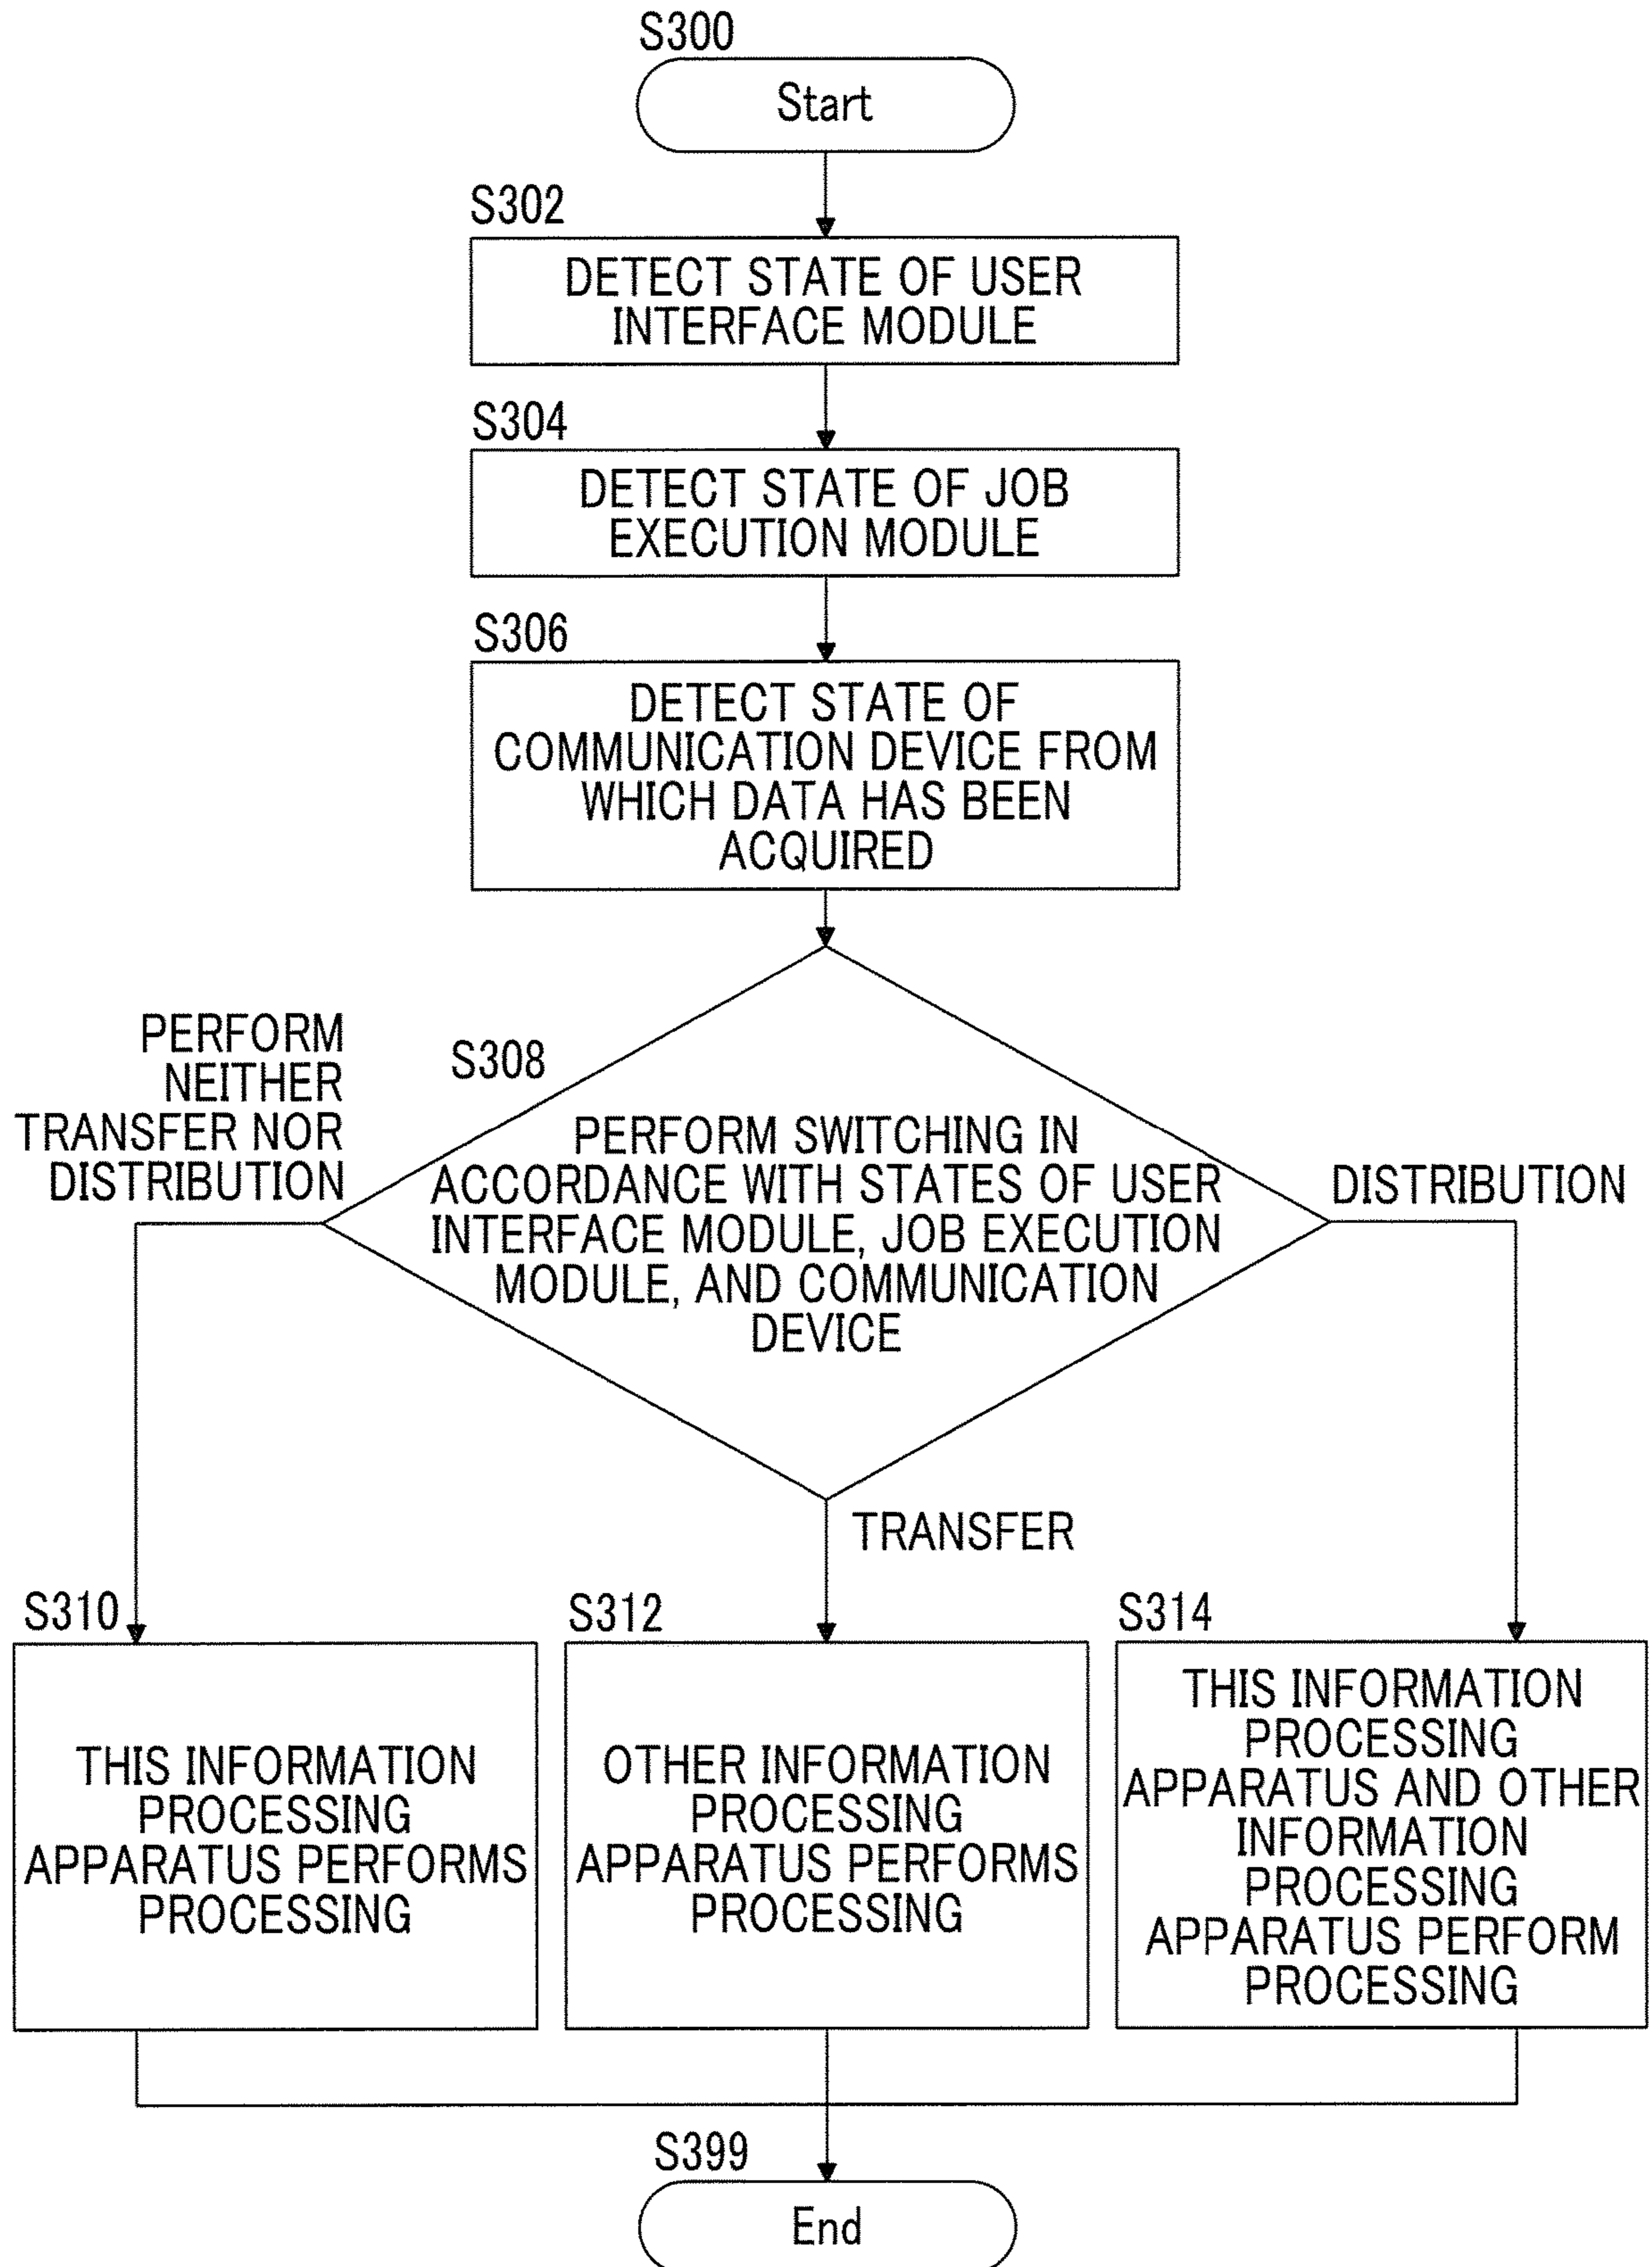 S300
Start
S302
DETECT STATE OF USER
INTERFACE MODULE
S304
DETECT STATE OF JOB
EXECUTION MODULE
S306
DETECT STATE OF
COMMUNICATION DEVICE FROM
WHICH DATA HAS BEEN
ACQUIRED
S308
PERFORM
NEITHER
TRANSFER NOR
DISTRIBUTION
PERFORM SWITCHING IN
ACCORDANCE WITH STATES OF USER
INTERFACE MODULE, JOB EXECUTION
MODULE, AND COMMUNICATION
DEVICE
DISTRIBUTION
TRANSFER
S310
THIS INFORMATION
PROCESSING
APPARATUS PERFORMS
PROCESSING
S312
OTHER INFORMATION
PROCESSING
APPARATUS PERFORMS
PROCESSING
S314
THIS INFORMATION
PROCESSING
APPARATUS AND OTHER
INFORMATION
PROCESSING
APPARATUS PERFORM
PROCESSING
S399
End